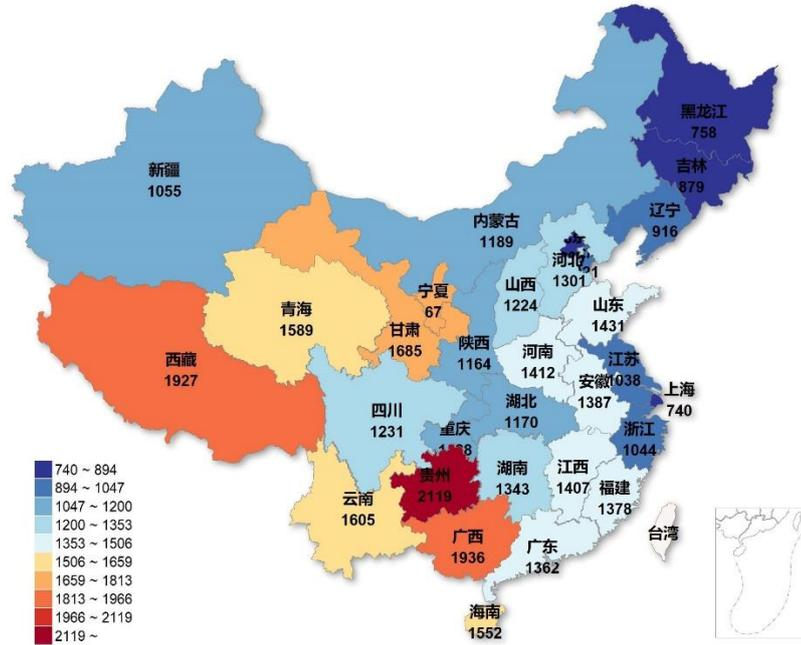 黑龙江
758
吉林
879
新疆
1055
辽宁
916
内蒙古
1189
河北
1301
山西
1224
宁夏
67
山东
1431
青海
1589
甘肃
1685
陕西
1164
河南
1412
江苏
1038
西藏
1927
安徽
1387
上海
740
四川
1231
湖北
1170
重庆
浙江
1044
贵州
2119
湖南
1343
江西
1407
福建
1378
云南
1605
广西
1936
广东
1362
台湾
海南
1552
740 ~ 894
894 ~ 1047
1047 ~ 1200
1200 ~ 1353
1353 ~ 1506
1506 ~ 1659
1659 ~ 1813
1813 ~ 1966
1966 ~ 2119
2119 ~